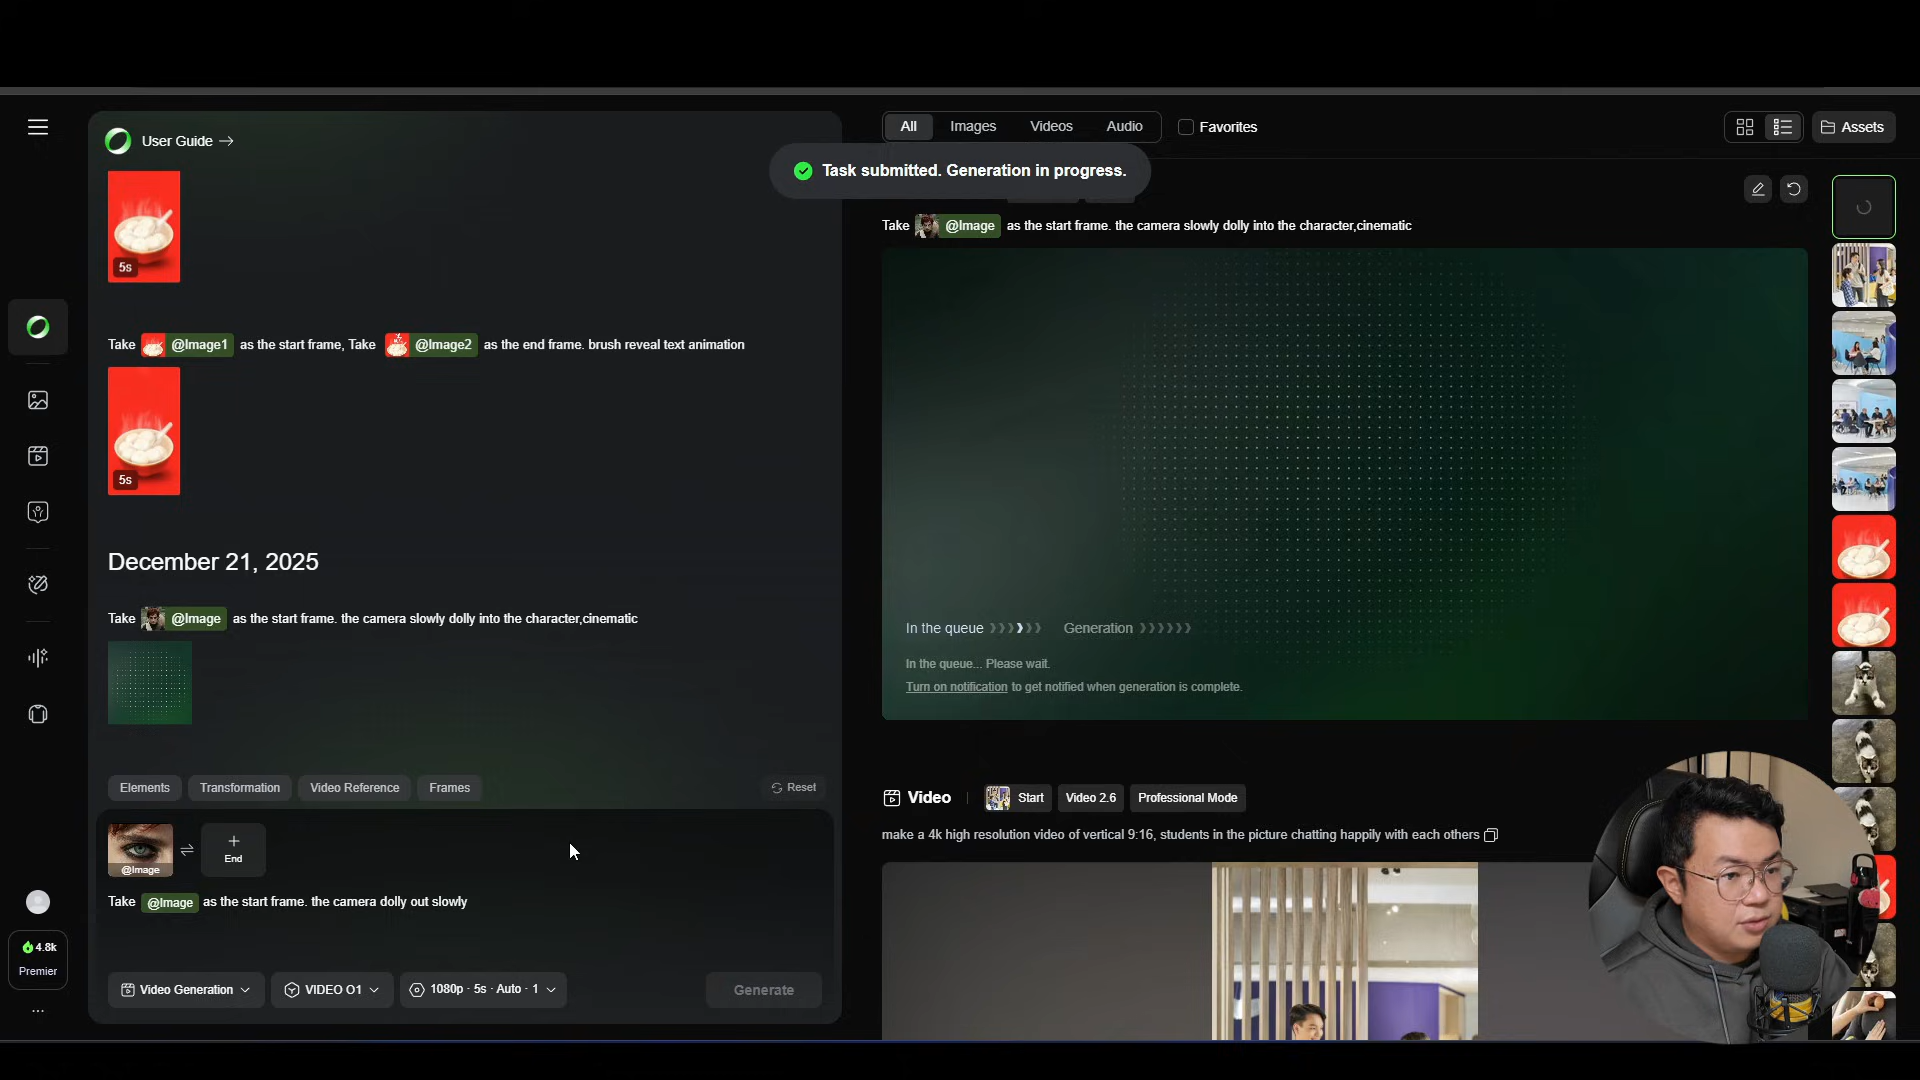 User Guide →
5s
Take @Image1 as the start frame, Take @Image2 as the end frame. brush reveal text animation
5s
December 21, 2025
Take @Image as the start frame. the camera slowly dolly into the character,cinematic
Elements
Transformation
Video Reference
Frames
Reset
@Image
+
End
Take @Image as the start frame. the camera dolly out slowly
Video Generation
VIDEO O1
1080p · 5s · Auto · 1
Generate
4.8k
Premier
...
All
Images
Videos
Audio
Favorites
Assets
Task submitted. Generation in progress.
Take @Image as the start frame. the camera slowly dolly into the character,cinematic
In the queue
Generation
In the queue... Please wait.
Turn on notification to get notified when generation is complete.
Video
Start
Video 2.6
Professional Mode
make a 4k high resolution video of vertical 9:16, students in the picture chatting happily with each others